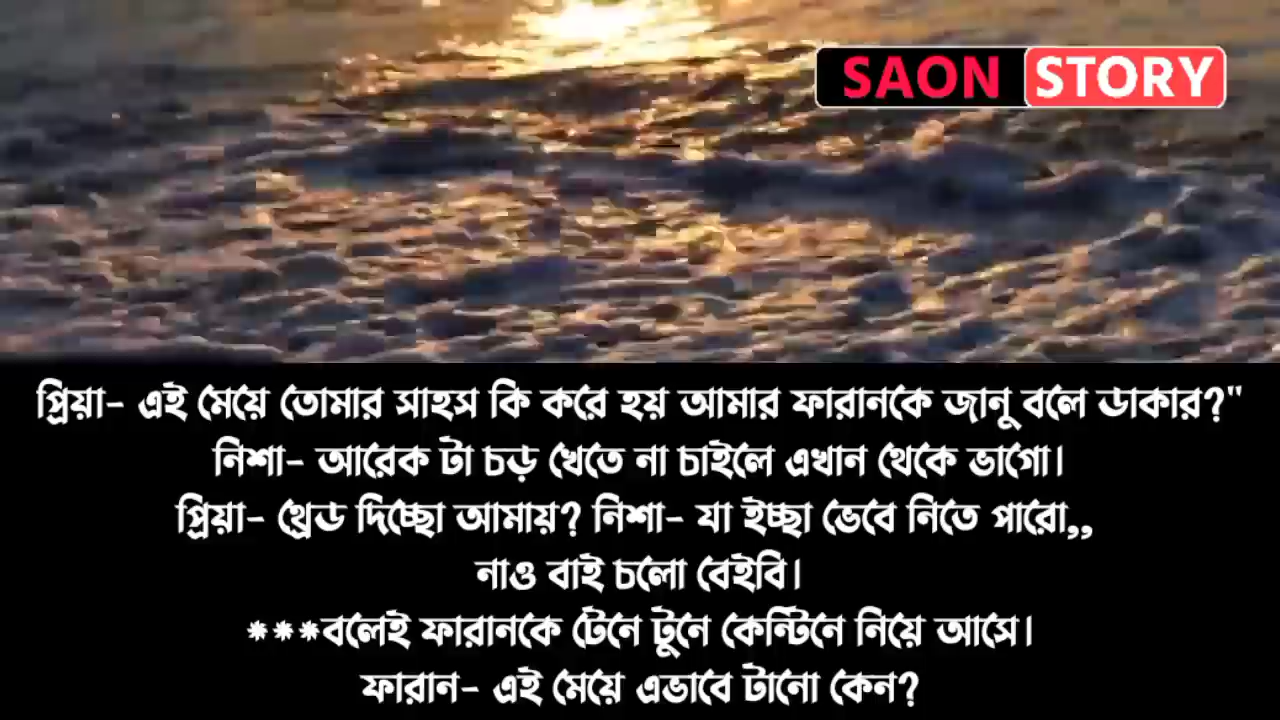 SAON STORY
প্রিয়া- এই মেয়ে তোমার সাহস কি করে হয় আমার ফারানকে জানু বলে ডাকার?"
নিশা- আরেক টা চড় খেতে না চাইলে এখান থেকে ভাগো।
প্রিয়া- থ্রেড দিচ্ছো আমায়? নিশা- যা ইচ্ছা ভেবে নিতে পারো,,
নাও বাই চলো বেইবি।
***বলেই ফারানকে টেনে টুনে কেন্টিনে নিয়ে আসে।
ফারান- এই মেয়ে এভাবে টানো কেন?